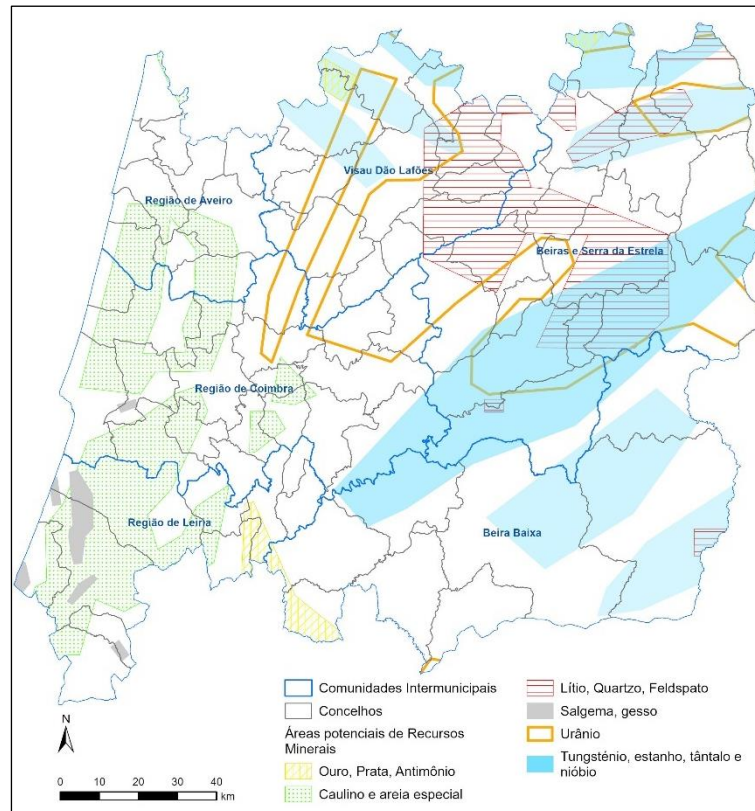 Visau Dão Lafões
Região de Aveiro
Beiras e Serra da Estrela
Região de Coimbra
Região de Leiria
Beira Baixa
N
0 10 20 30 40
km
Comunidades Intermunicipais
Concelhos
Áreas potenciais de Recursos
Minerais
Ouro, Prata, Antimônio
Caulino e areia especial
Lítio, Quartzo, Feldspato
Salgema, gesso
Urânio
Tungsténio, estanho, tântalo e
nióbio